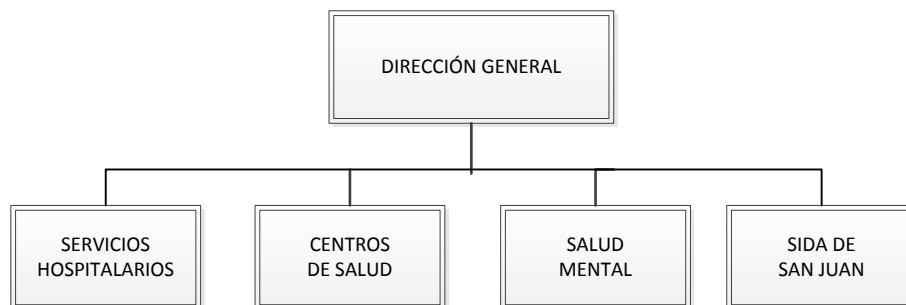 DIRECCIÓN GENERAL
SERVICIOS
HOSPITALARIOS
CENTROS
DE SALUD
SALUD
MENTAL
SIDA DE
SAN JUAN